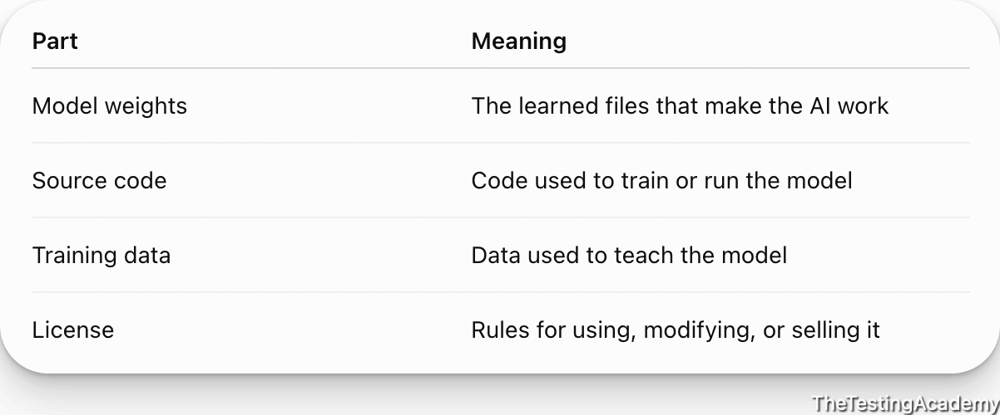 Part Meaning
Model weights The learned files that make the AI work
Source code Code used to train or run the model
Training data Data used to teach the model
License Rules for using, modifying, or selling it
TheTestingAcademy